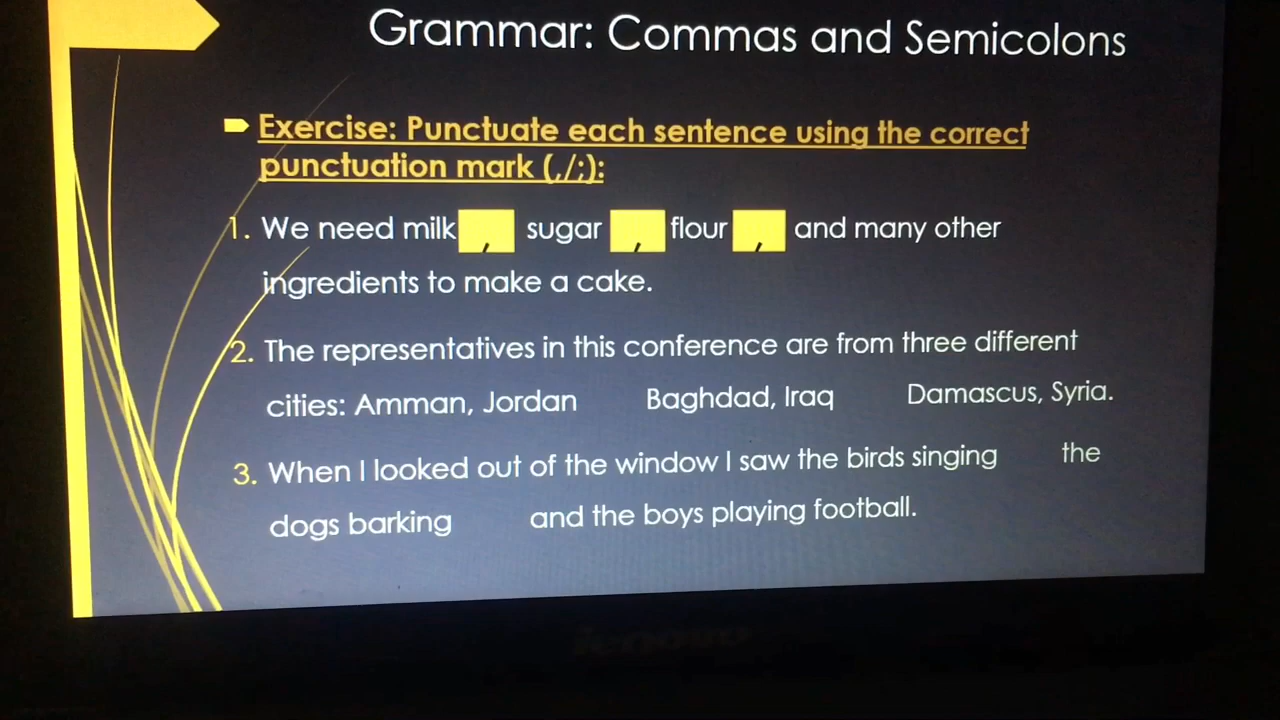 Grammar: Commas and Semicolons
Exercise: Punctuate each sentence using the correct
punctuation mark (,/;):
1. We need milk , sugar , flour , and many other
ingredients to make a cake.
2. The representatives in this conference are from three different
cities: Amman, Jordan Baghdad, Iraq Damascus, Syria.
3. When I looked out of the window I saw the birds singing the
dogs barking and the boys playing football.
lenovo